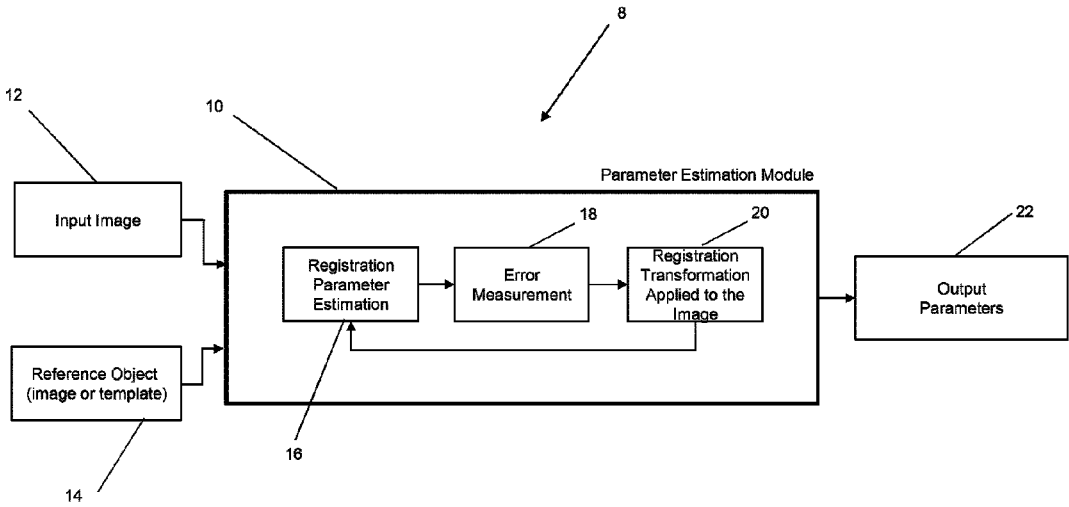 8
12
10
Parameter Estimation Module
18
20
22
Input Image
Registration
Parameter
Estimation
Error
Measurement
Registration
Transformation
Applied to the
Image
Output
Parameters
Reference Object
(image or template)
16
14